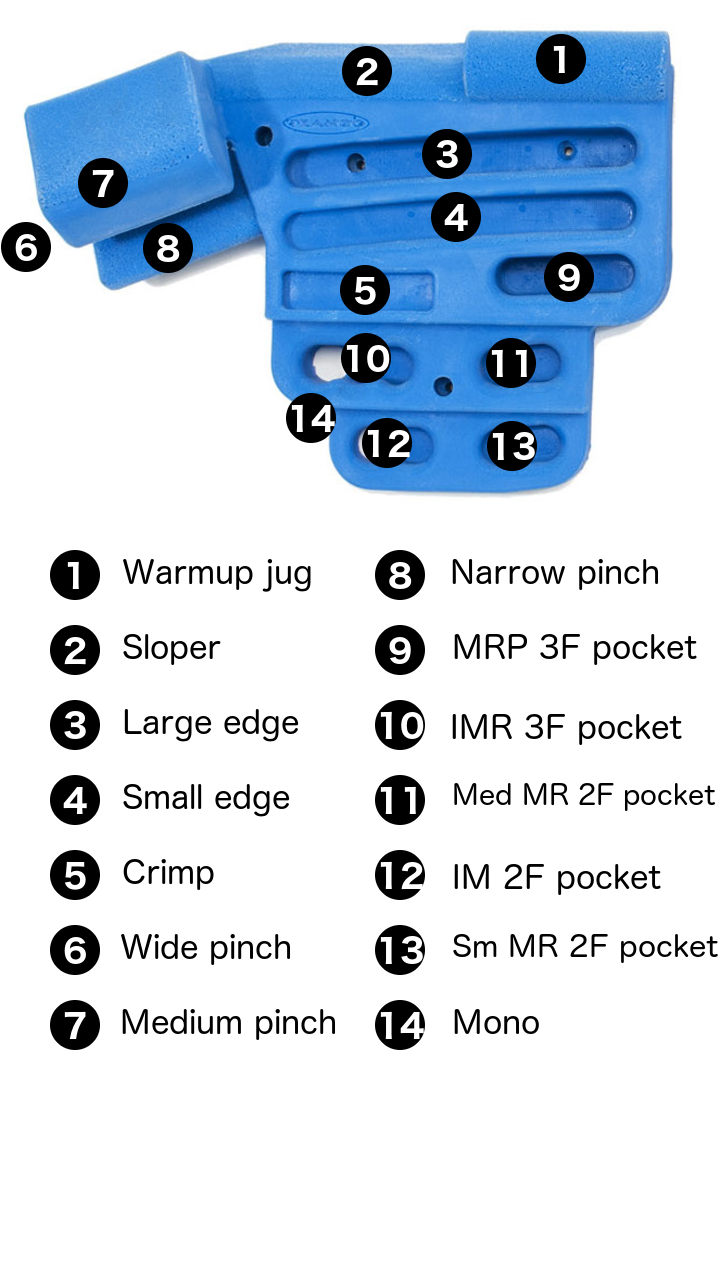 1
2
3
7
4
6
8
5
9
10
11
14
12
13
1 Warmup jug
2 Sloper
3 Large edge
4 Small edge
5 Crimp
6 Wide pinch
7 Medium pinch
8 Narrow pinch
9 MRP 3F pocket
10 IMR 3F pocket
11 Med MR 2F pocket
12 IM 2F pocket
13 Sm MR 2F pocket
14 Mono